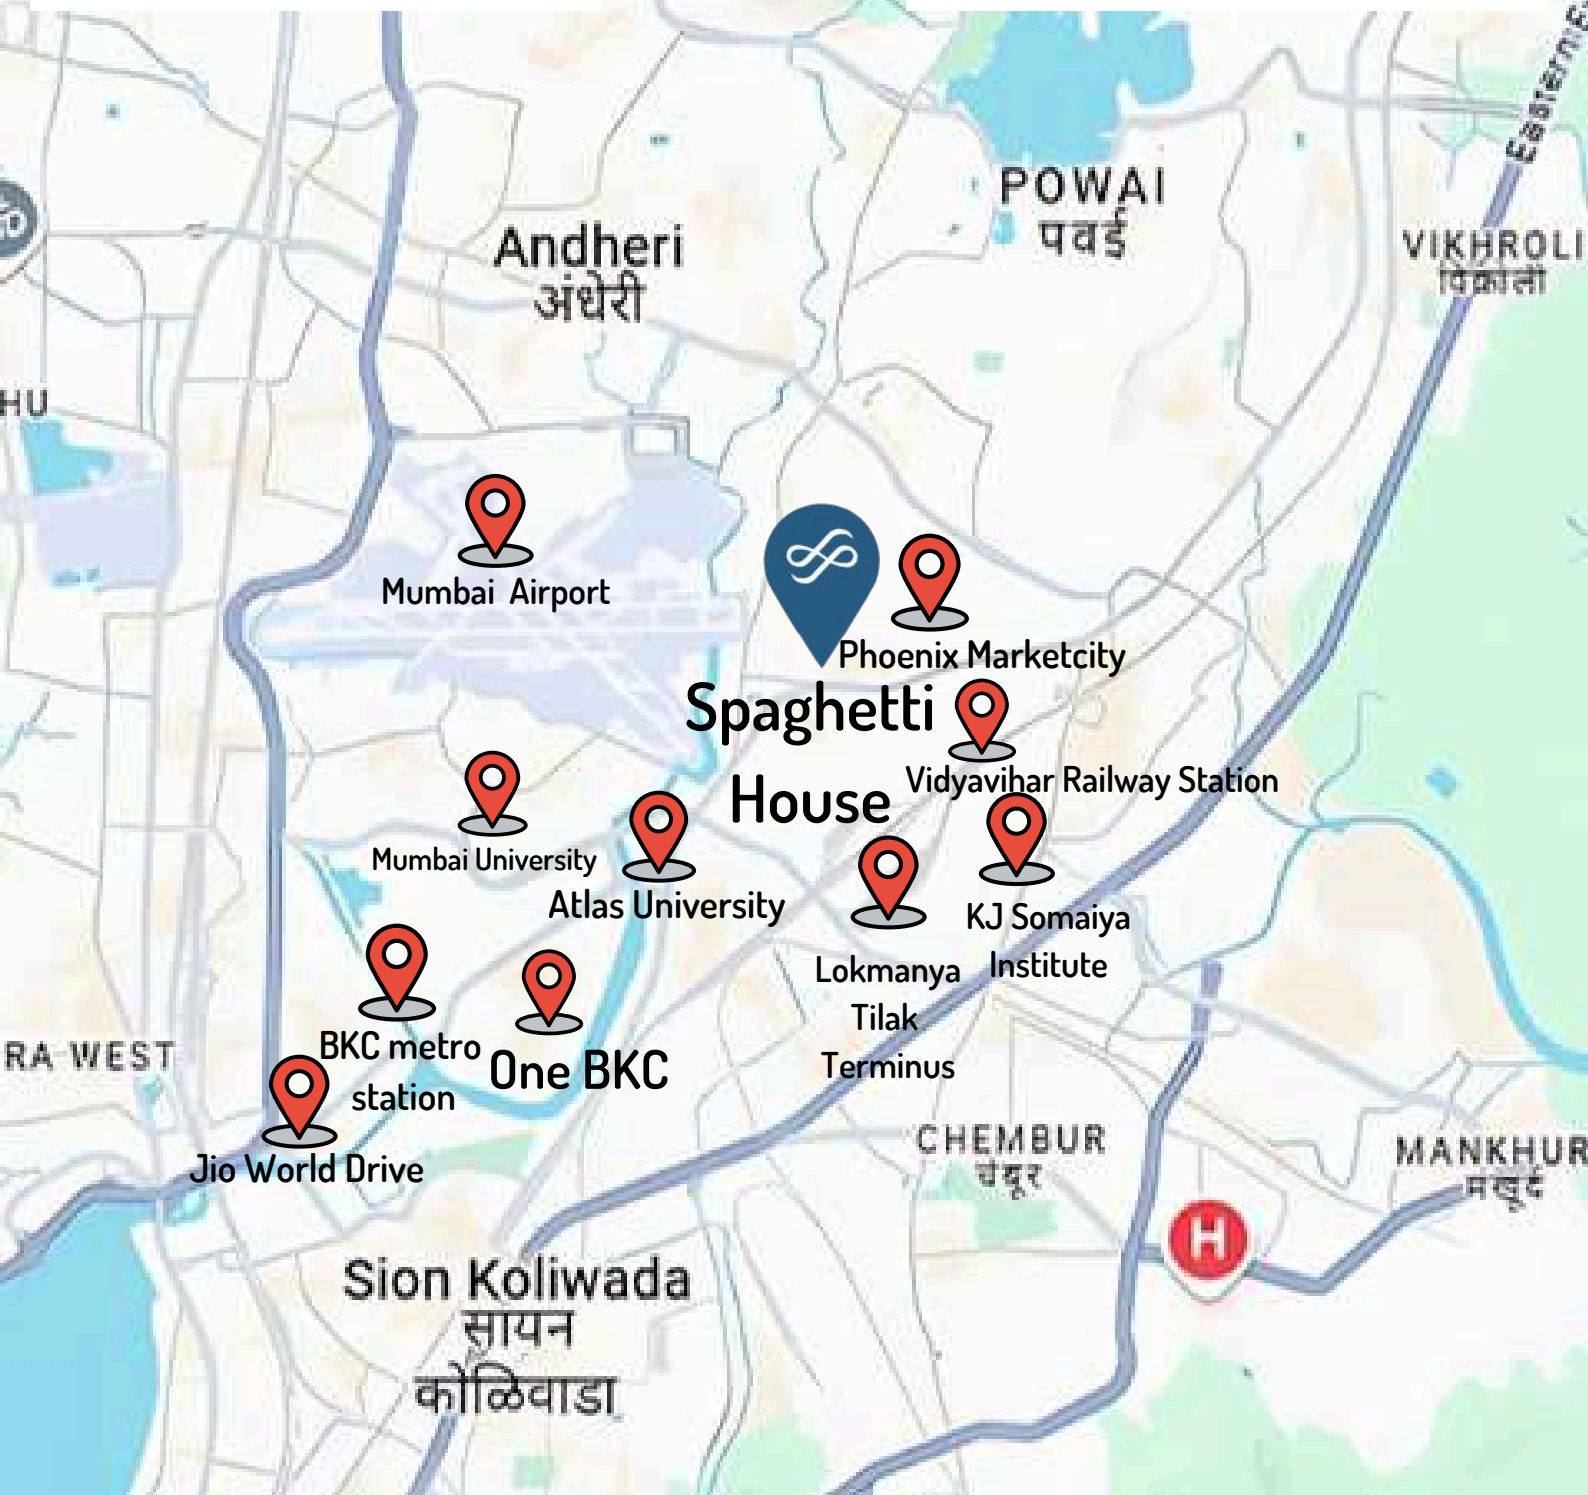 Eastern E
POWAI
पवई
Andheri
अंधेरी
VIKHROLI
विक्रोली
HU
Mumbai Airport
Phoenix Marketcity
Spaghetti
House
Vidyavihar Railway Station
Mumbai University
Atlas University
KJ Somaiya
Institute
Lokmanya
Tilak
Terminus
BKC metro
station
One BKC
RA WEST
Jio World Drive
CHEMBUR
चेंबूर
MANKHUR
मानखुर्द
H
Sion Koliwada
सायन
कोळिवाडा